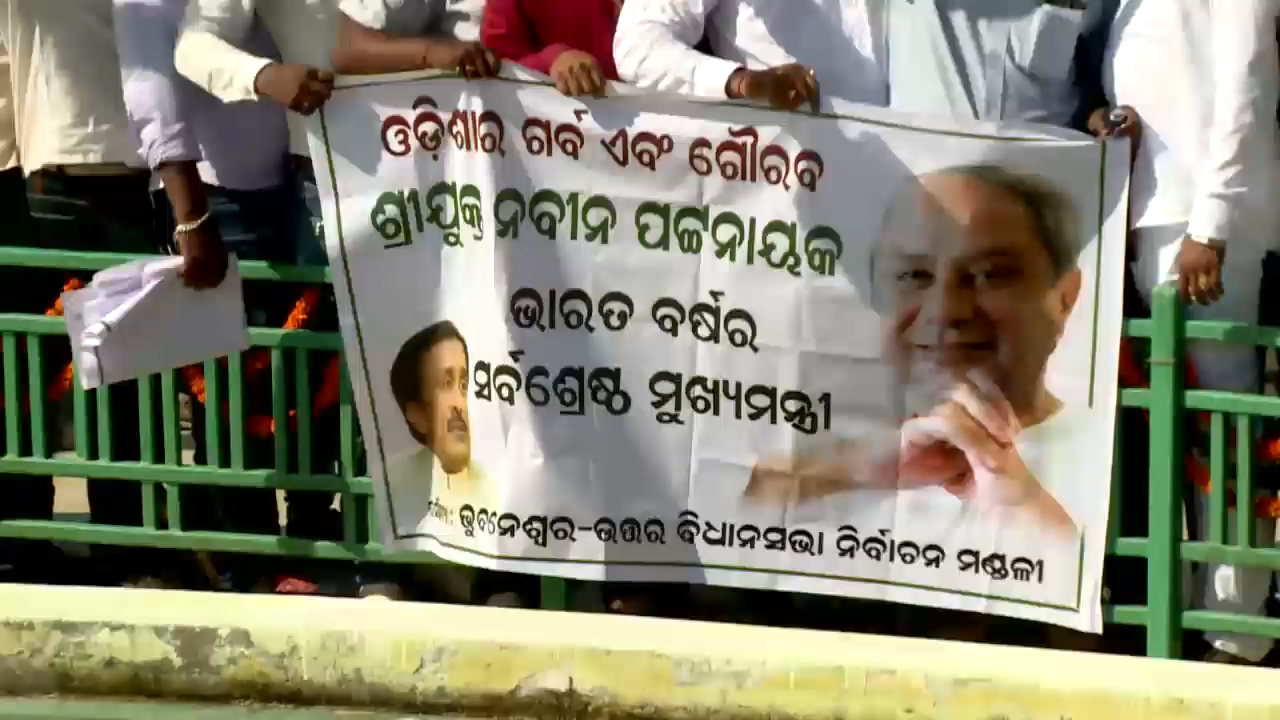 ଓଡ଼ିଶାର ଗର୍ବ ଏବଂ ଗୌରବ
ଶ୍ରୀଯୁକ୍ତ ନବୀନ ପଟ୍ଟନାୟକ
ଭାରତ ବର୍ଷର
ସର୍ବଶ୍ରେଷ୍ଠ ମୁଖ୍ୟମନ୍ତ୍ରୀ
ଭୁବନେଶ୍ୱର-ଉତ୍ତର ବିଧାନସଭା ନିର୍ବାଚନ ମଣ୍ଡଳୀ